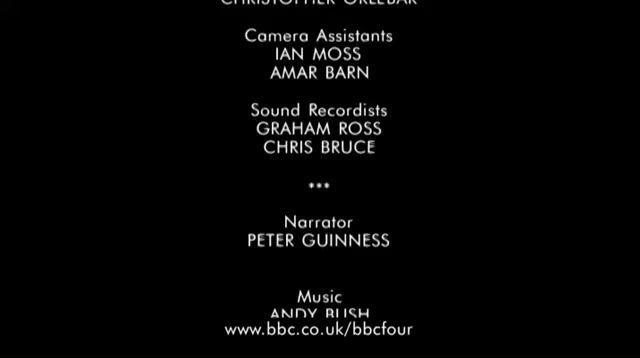 CHRISTOPHER GREEBAR
Camera Assistants
IAN MOSS
AMAR BARN
Sound Recordists
GRAHAM ROSS
CHRIS BRUCE
***
Narrator
PETER GUINNESS
Music
ANDY BUSH
www.bbc.co.uk/bbcfour